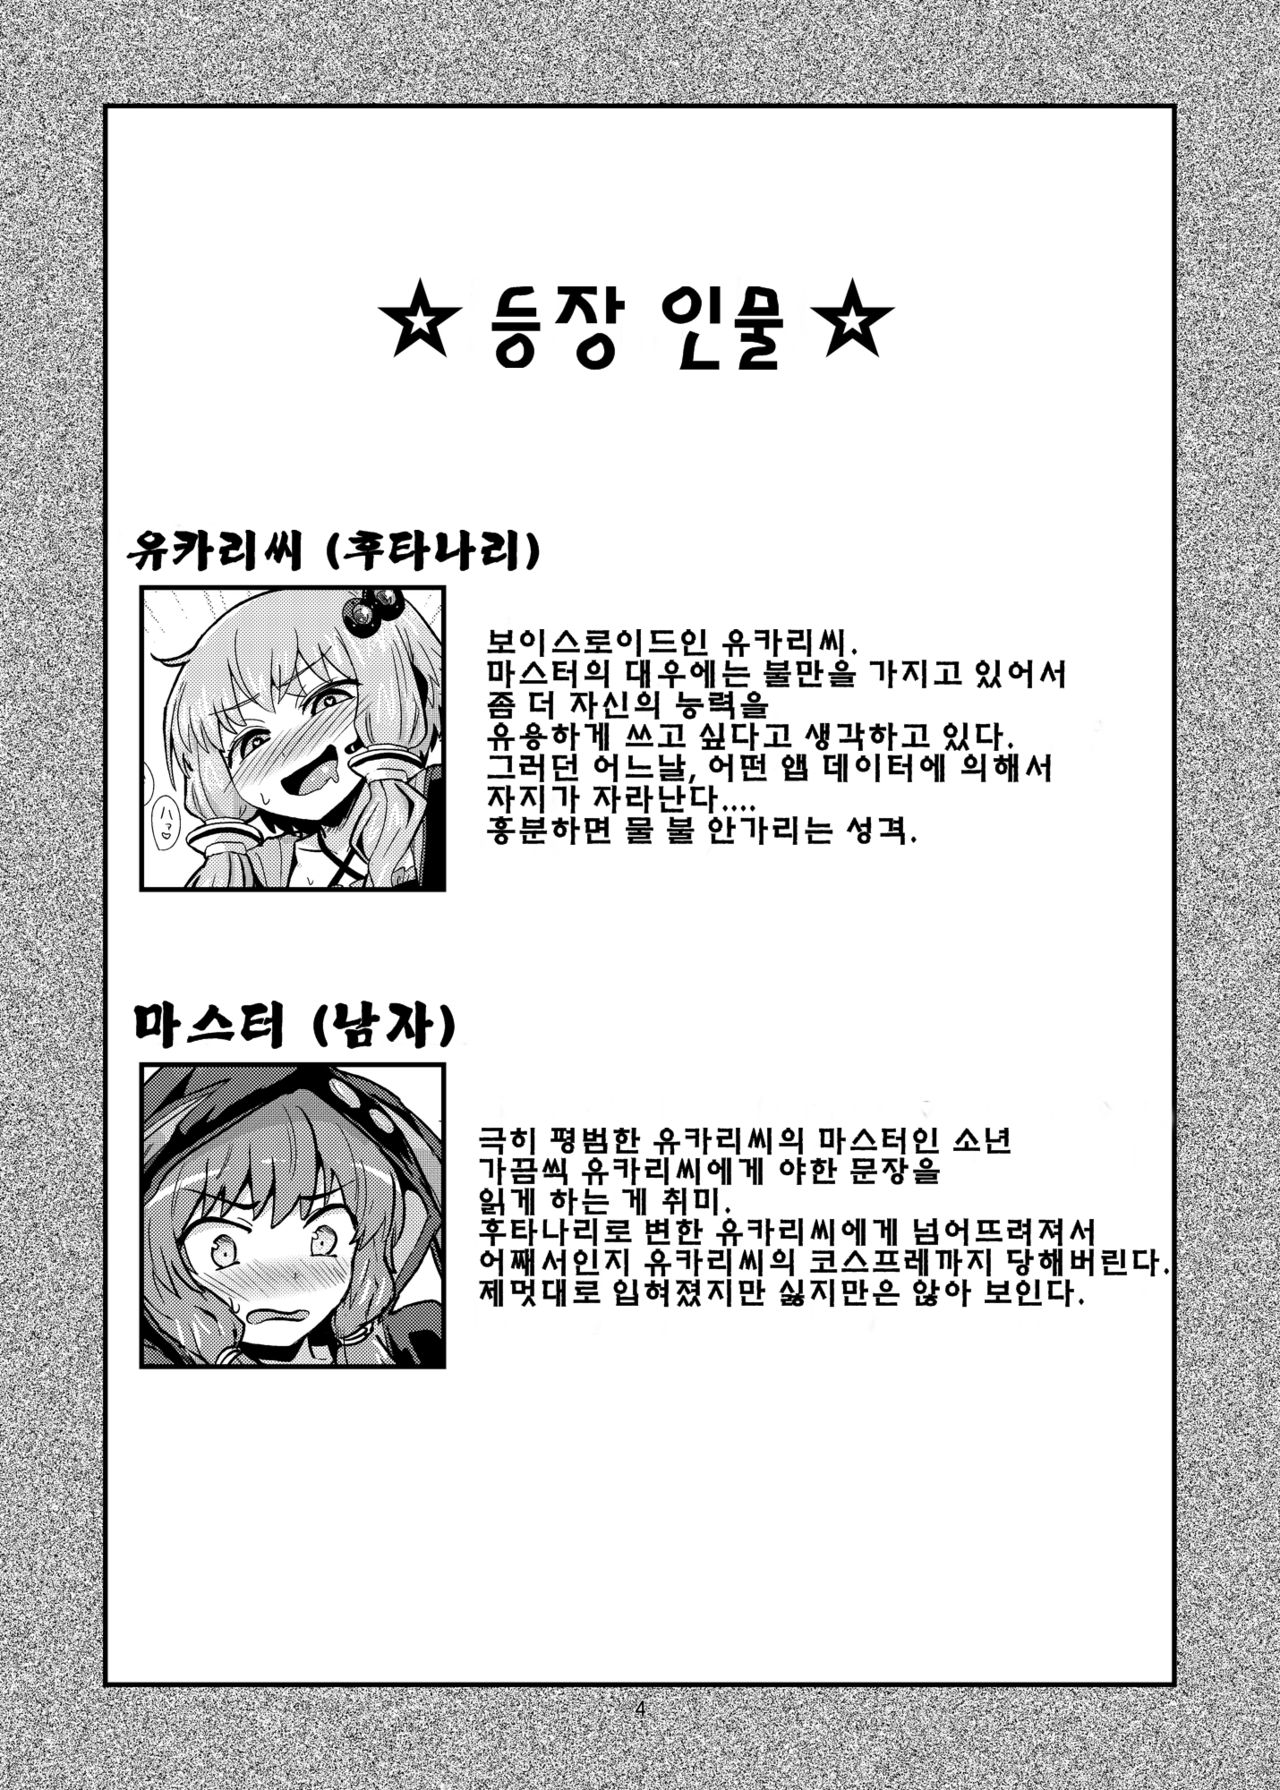 ☆ 등장 인물 ☆
유카리씨 (후타나리)
보이스로이드인 유카리씨.
마스터의 대우에는 불만을 가지고 있어서
좀 더 자신의 능력을
유용하게 쓰고 싶다고 생각하고 있다.
그러던 어느날, 어떤 앱 데이터에 의해서
자지가 자라난다....
흥분하면 물 불 안가리는 성격.
ハァ♡
마스터 (남자)
극히 평범한 유카리씨의 마스터인 소년
가끔씩 유카리씨에게 야한 문장을
읽게 하는 게 취미.
후타나리로 변한 유카리씨에게 넘어뜨려져서
어째서인지 유카리씨의 코스프레까지 당해버린다.
제멋대로 입혀졌지만 싫지만은 않아 보인다.
4